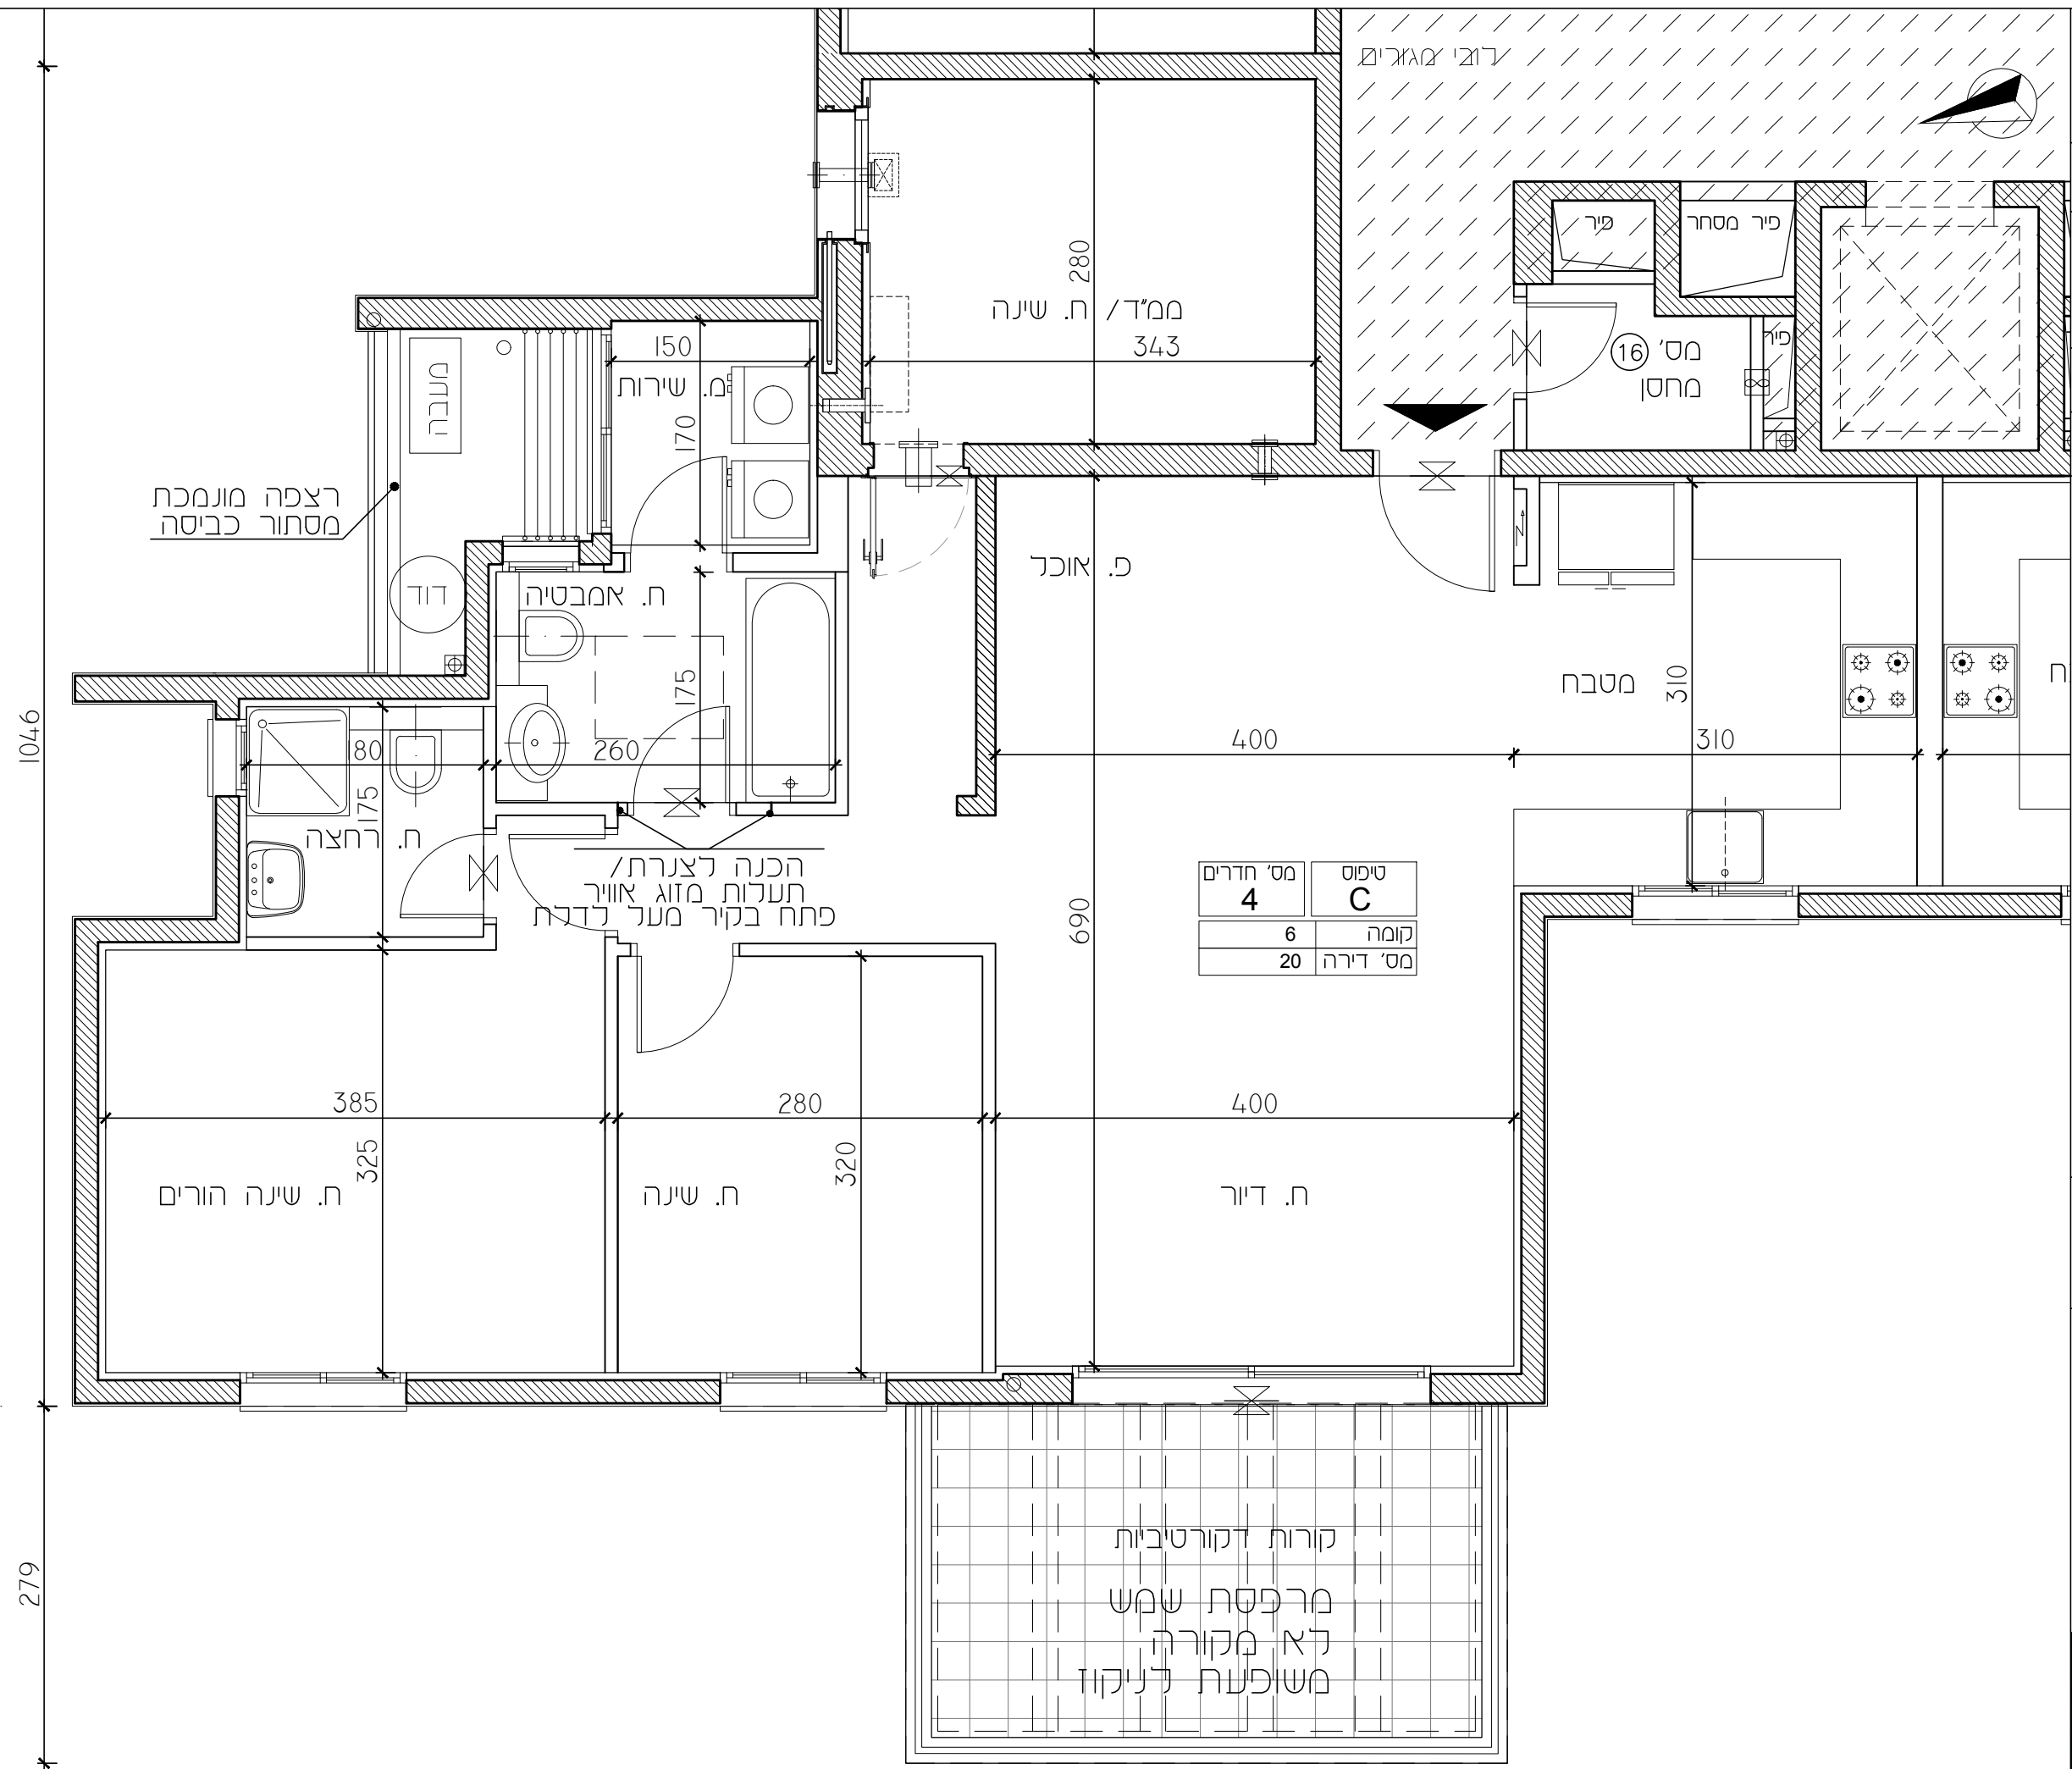 לובי מגורים
פיר
פיר מסחר
פיר
מס' 16
מחסן
280
ממ"ד/ ח. שינה
343
150
מ. שירות
170
מעבה
רצפה מונמכת
מסתור כביסה
דוד
ח. אמבטיה
175
260
פ. אוכל
מטבח
310
400
310
1046
180
175
ח. רחצה
הכנה לצנרת/
תעלות מזוג אוויר
פתח בקיר מעל לדלת
טיפוס
C
מס' חדרים
4
קומה 6
מס' דירה 20
690
385
280
400
325
320
ח. שינה הורים
ח. שינה
ח. דיור
279
קורות דקורטיביות
מרפסת שמש
לא מקורה
משופעת לניקוז